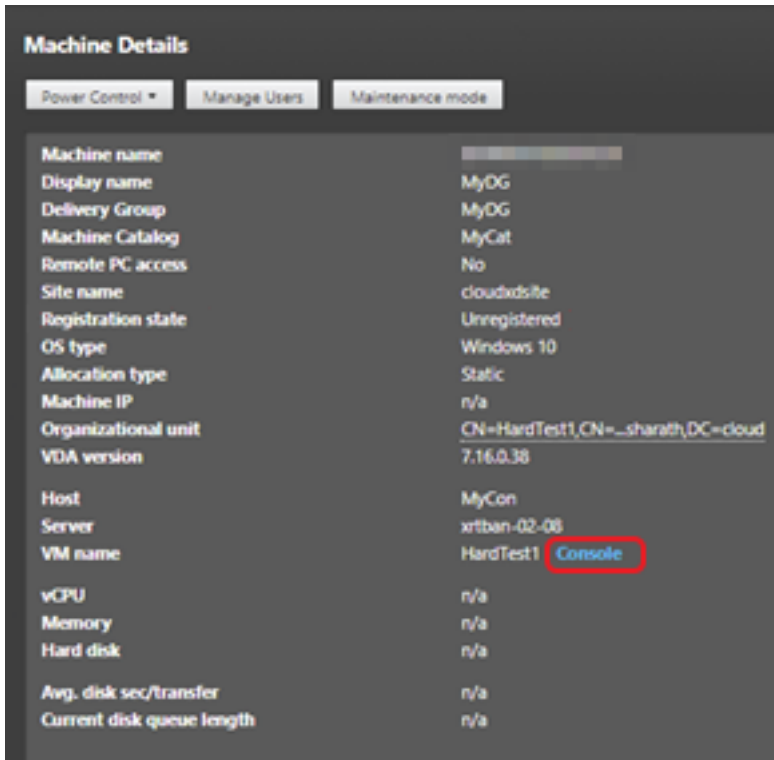 Machine Details
Power Control Manage Users Maintenance mode
Machine name
Display name MyDG
Delivery Group MyDG
Machine Catalog MyCat
Remote PC access No
Site name cloudxdsite
Registration state Unregistered
OS type Windows 10
Allocation type Static
Machine IP n/a
Organizational unit CN=HardTest1,CN=...sharath,DC=cloud
VDA version 7.16.0.38
Host MyCon
Server xrtban-02-08
VM name HardTest1 Console
vCPU n/a
Memory n/a
Hard disk n/a
Avg. disk sec/transfer n/a
Current disk queue length n/a